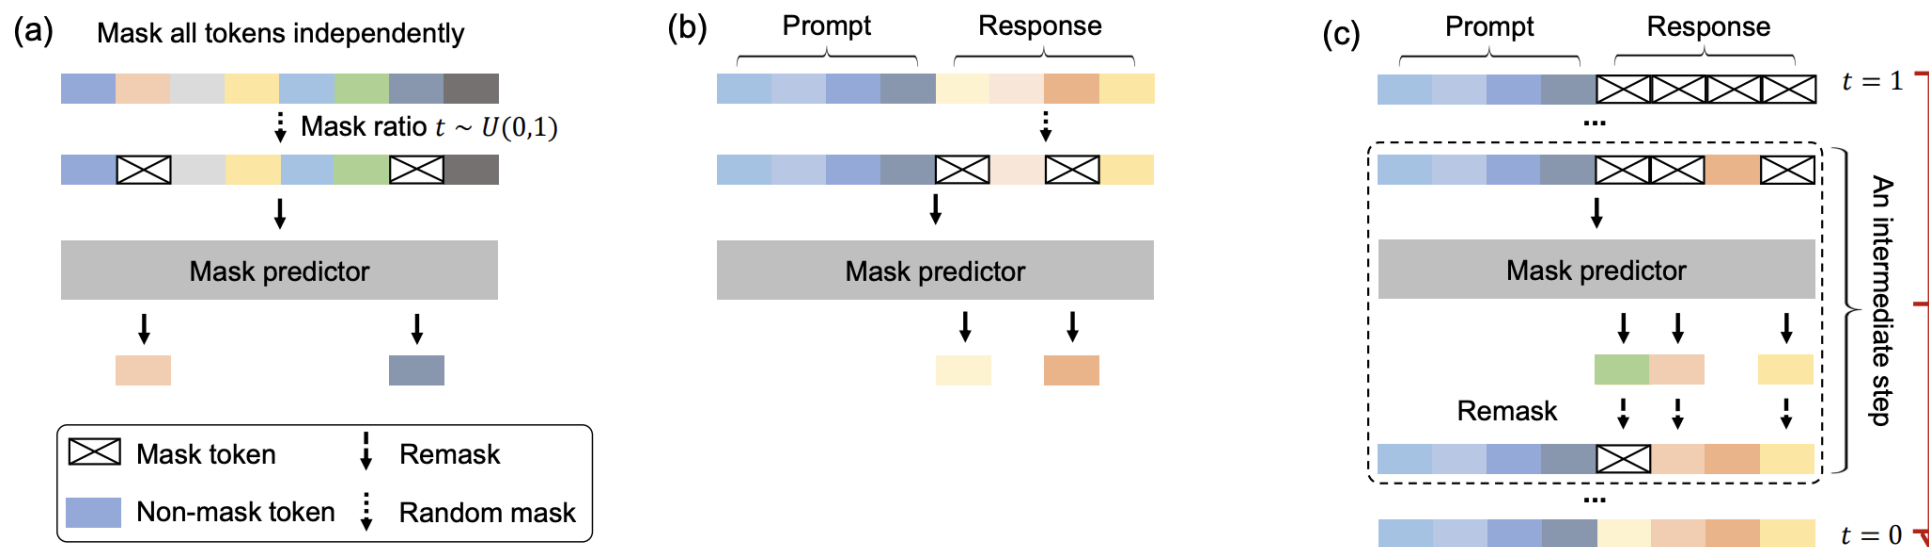 (a)
Mask all tokens independently
Mask ratio t ~ U(0,1)
Mask predictor
Mask token
Remask
Non-mask token
Random mask
(b)
Prompt
Response
Mask predictor
(c)
Prompt
Response
t = 1
...
Mask predictor
Remask
An intermediate step
...
t = 0